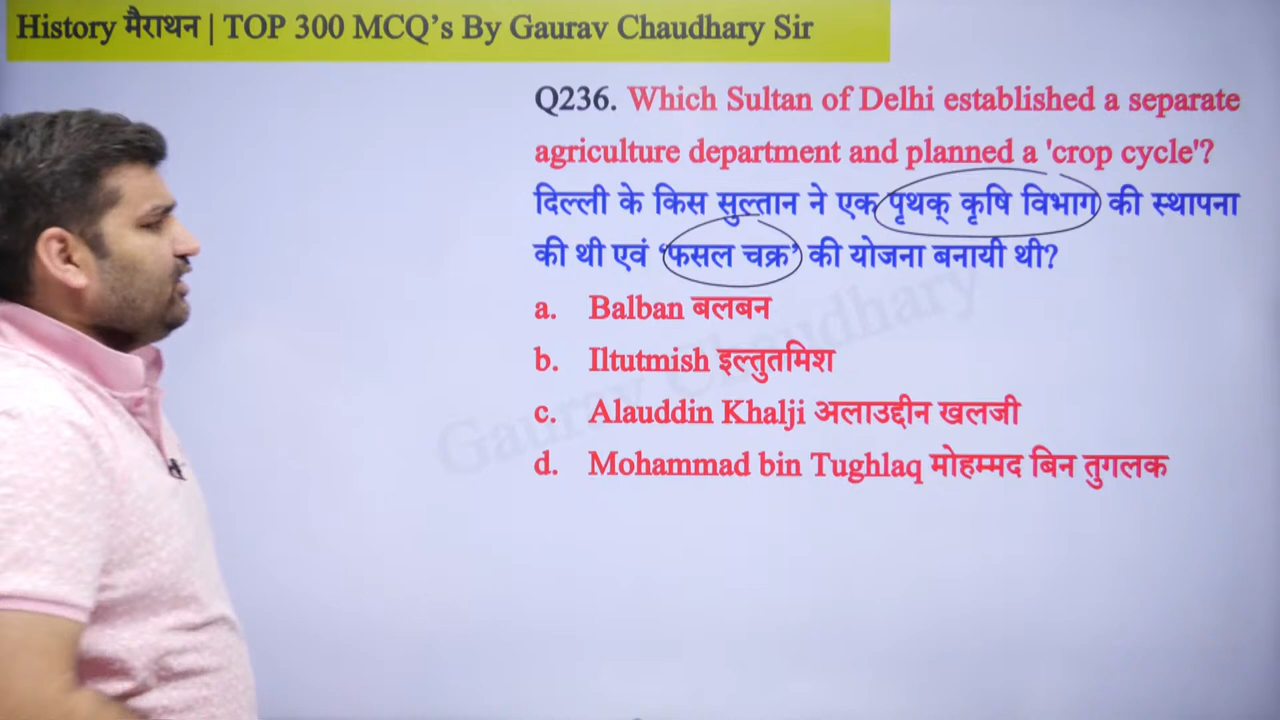 History मैराथन | TOP 300 MCQ’s By Gaurav Chaudhary Sir
Q236. Which Sultan of Delhi established a separate
agriculture department and planned a 'crop cycle'?
दिल्ली के किस सुल्तान ने एक पृथक् कृषि विभाग की स्थापना
की थी एवं ‘फसल चक्र’ की योजना बनायी थी?
a. Balban बलबन
b. Iltutmish इल्तुतमिश
c. Alauddin Khalji अलाउद्दीन खलजी
d. Mohammad bin Tughlaq मोहम्मद बिन तुगलक
Gaurav Chaudhary